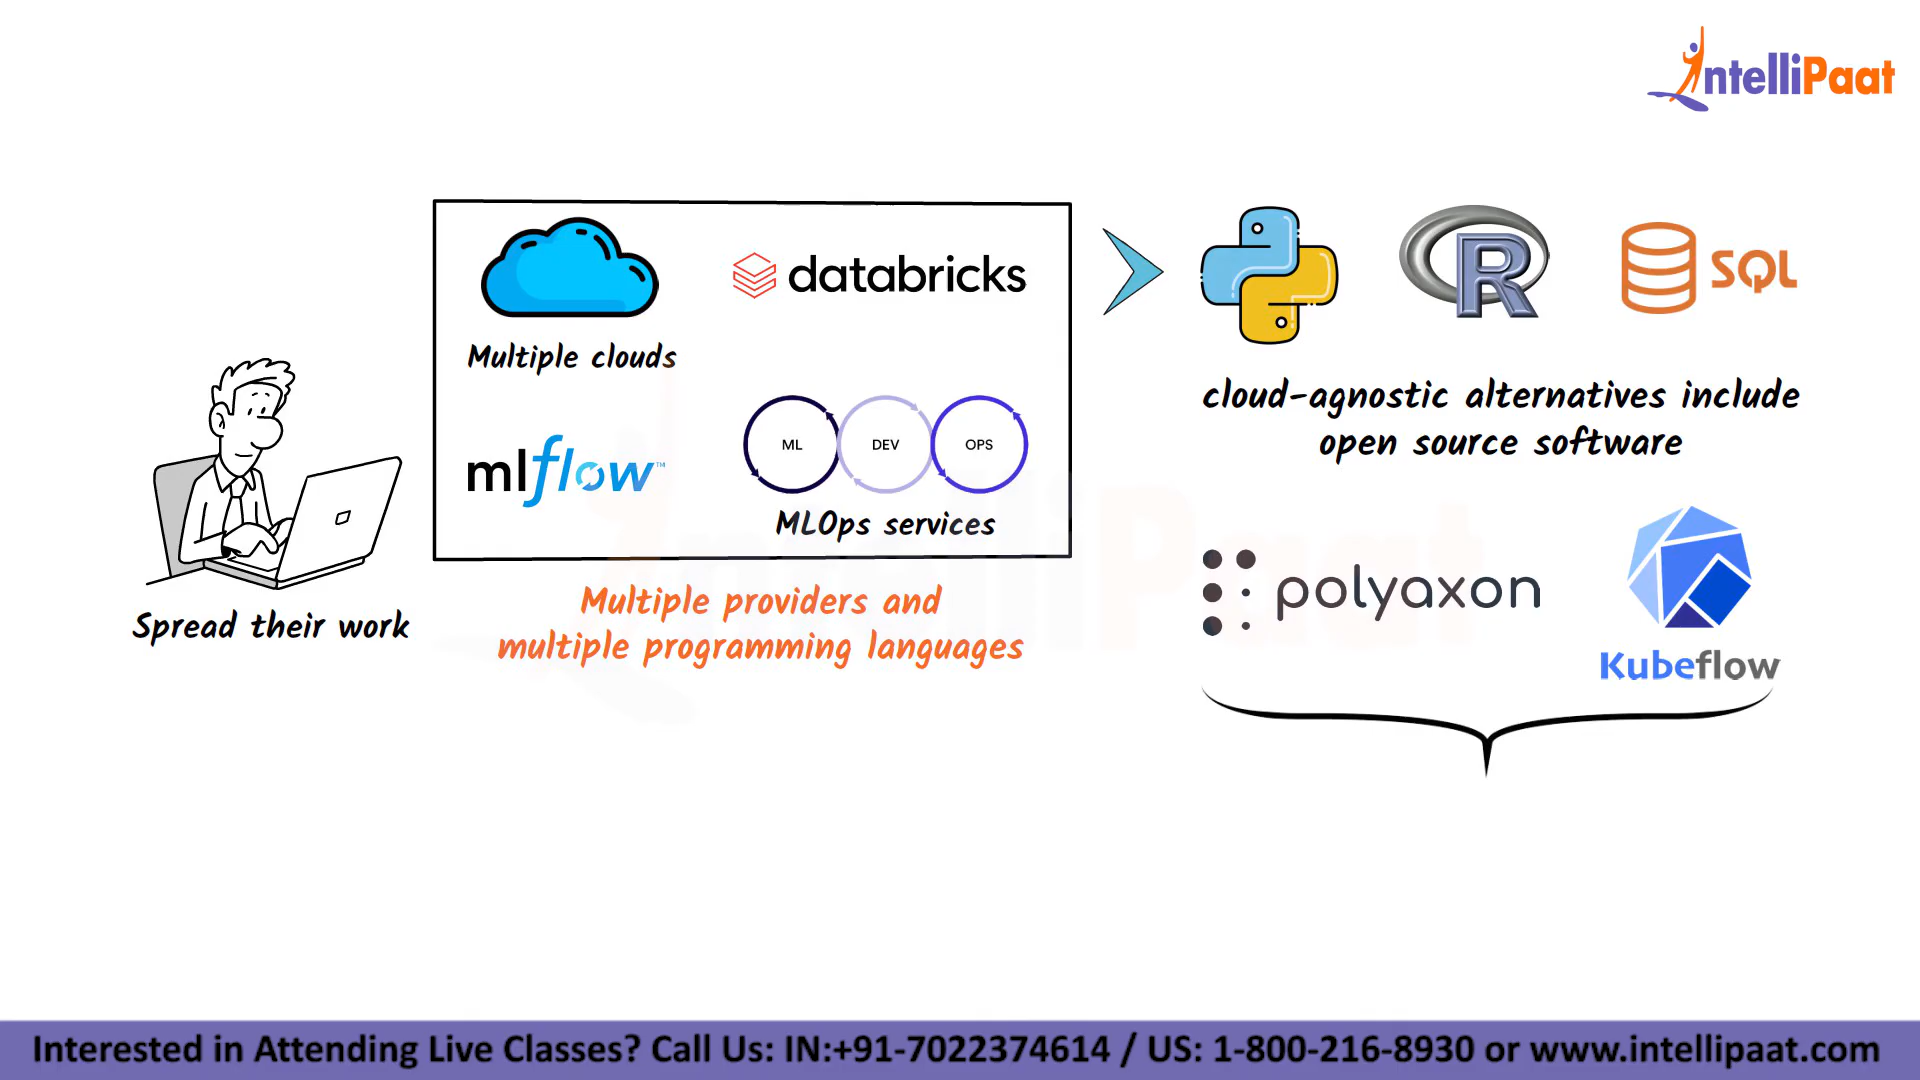 IntelliPaat
databricks
Multiple clouds
mlflow™
ML DEV OPS
MLOps services
Spread their work
Multiple providers and
multiple programming languages
R SQL
cloud-agnostic alternatives include
open source software
polyaxon
Kubeflow
IntelliPaat
Interested in Attending Live Classes? Call Us: IN:+91-7022374614 / US: 1-800-216-8930 or www.intellipaat.com